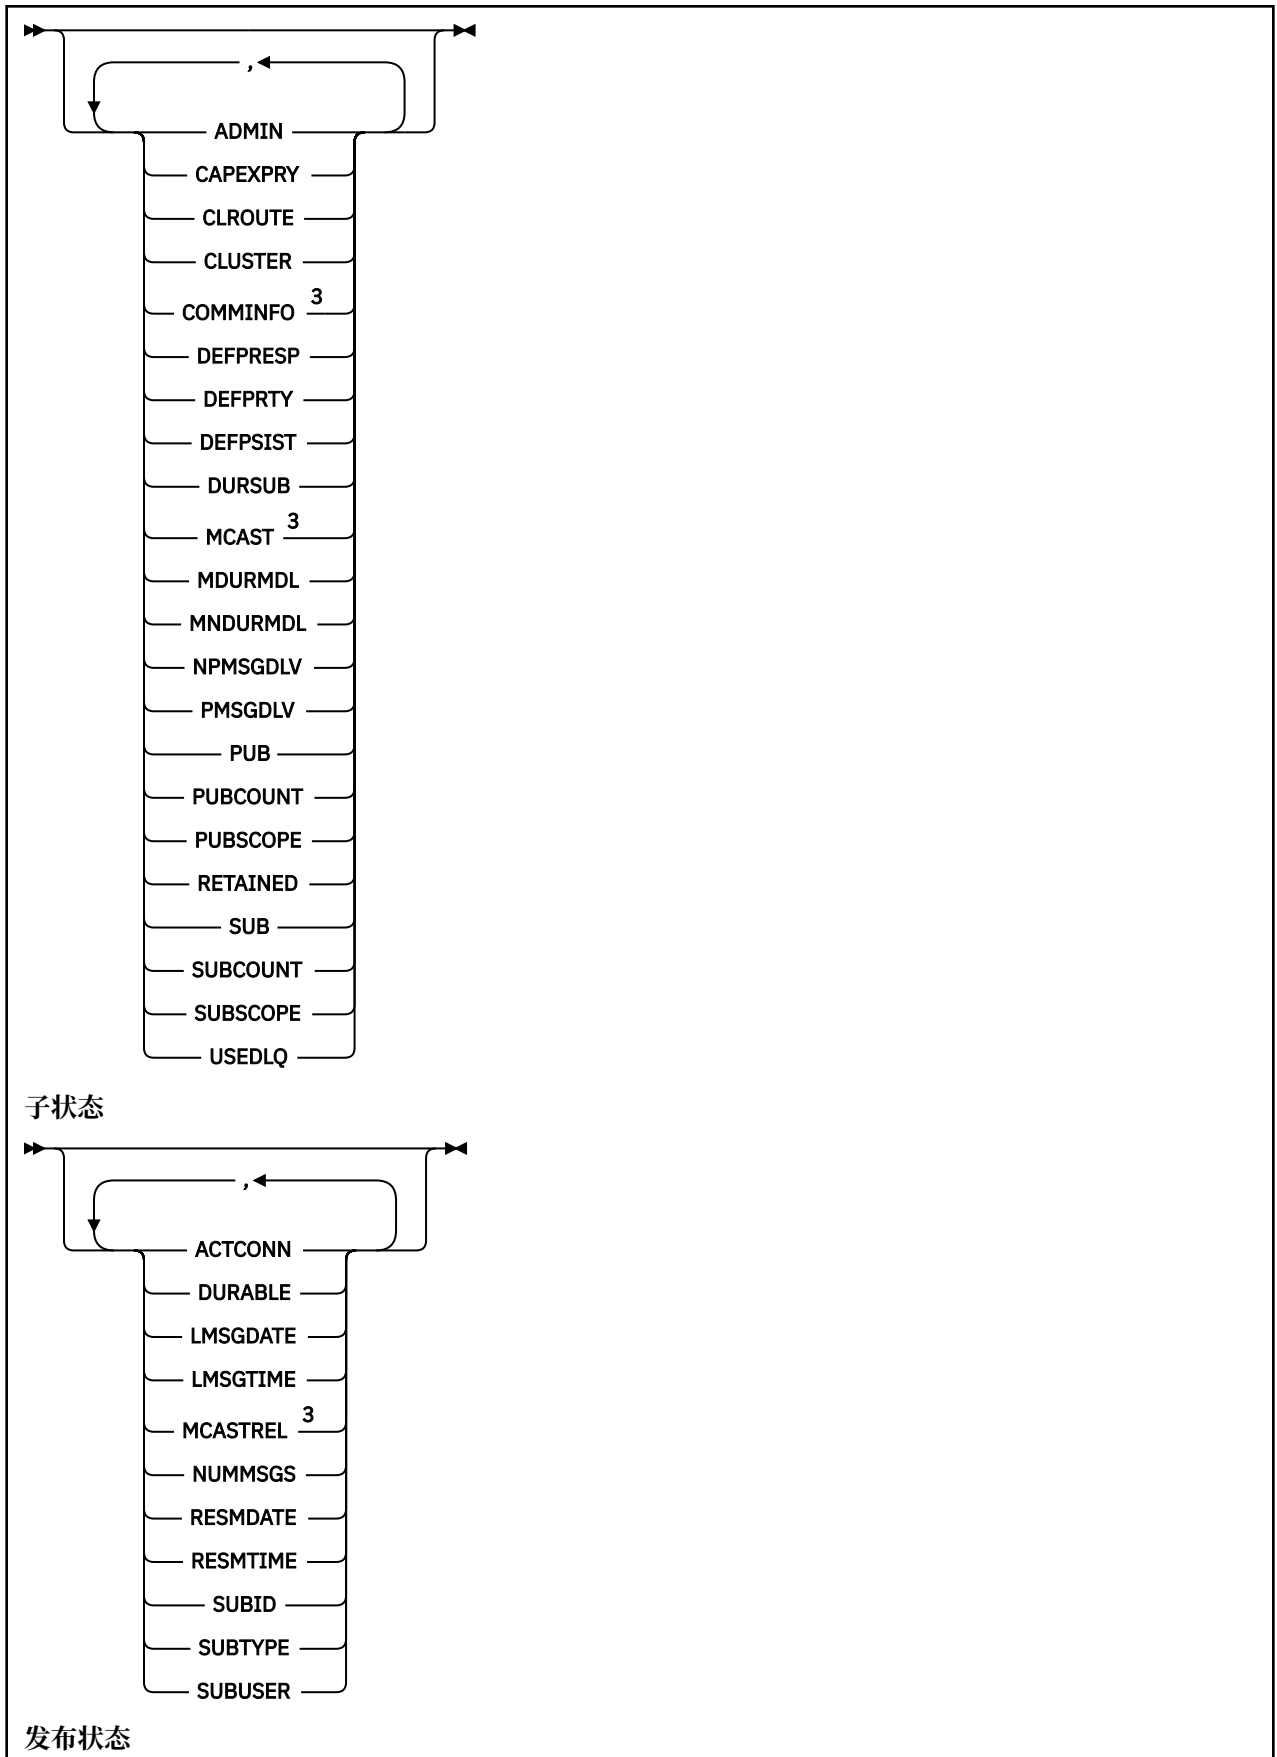 ,
ADMIN
CAPEXPRY
CLROUTE
CLUSTER
COMMINFO 3
DEFPRESP
DEFPRTY
DEFPSIST
DURSUB
MCAST 3
MDURMDL
MNDURMDL
NPMSGDLV
PMSGDLV
PUB
PUBCOUNT
PUBSCOPE
RETAINED
SUB
SUBCOUNT
SUBSCOPE
USEDLQ
子状态
,
ACTCONN
DURABLE
LMSGDATE
LMSGTIME
MCASTREL 3
NUMMSGS
RESMDATE
RESMTIME
SUBID
SUBTYPE
SUBUSER
发布状态